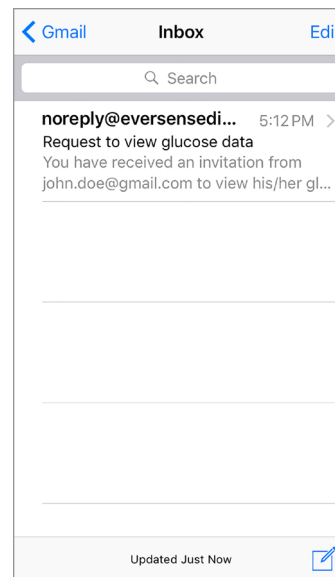 Gmail Inbox Edi
Search
noreply@eversensedi... 5:12 PM
Request to view glucose data
You have received an invitation from
john.doe@gmail.com to view his/her gl...
Updated Just Now